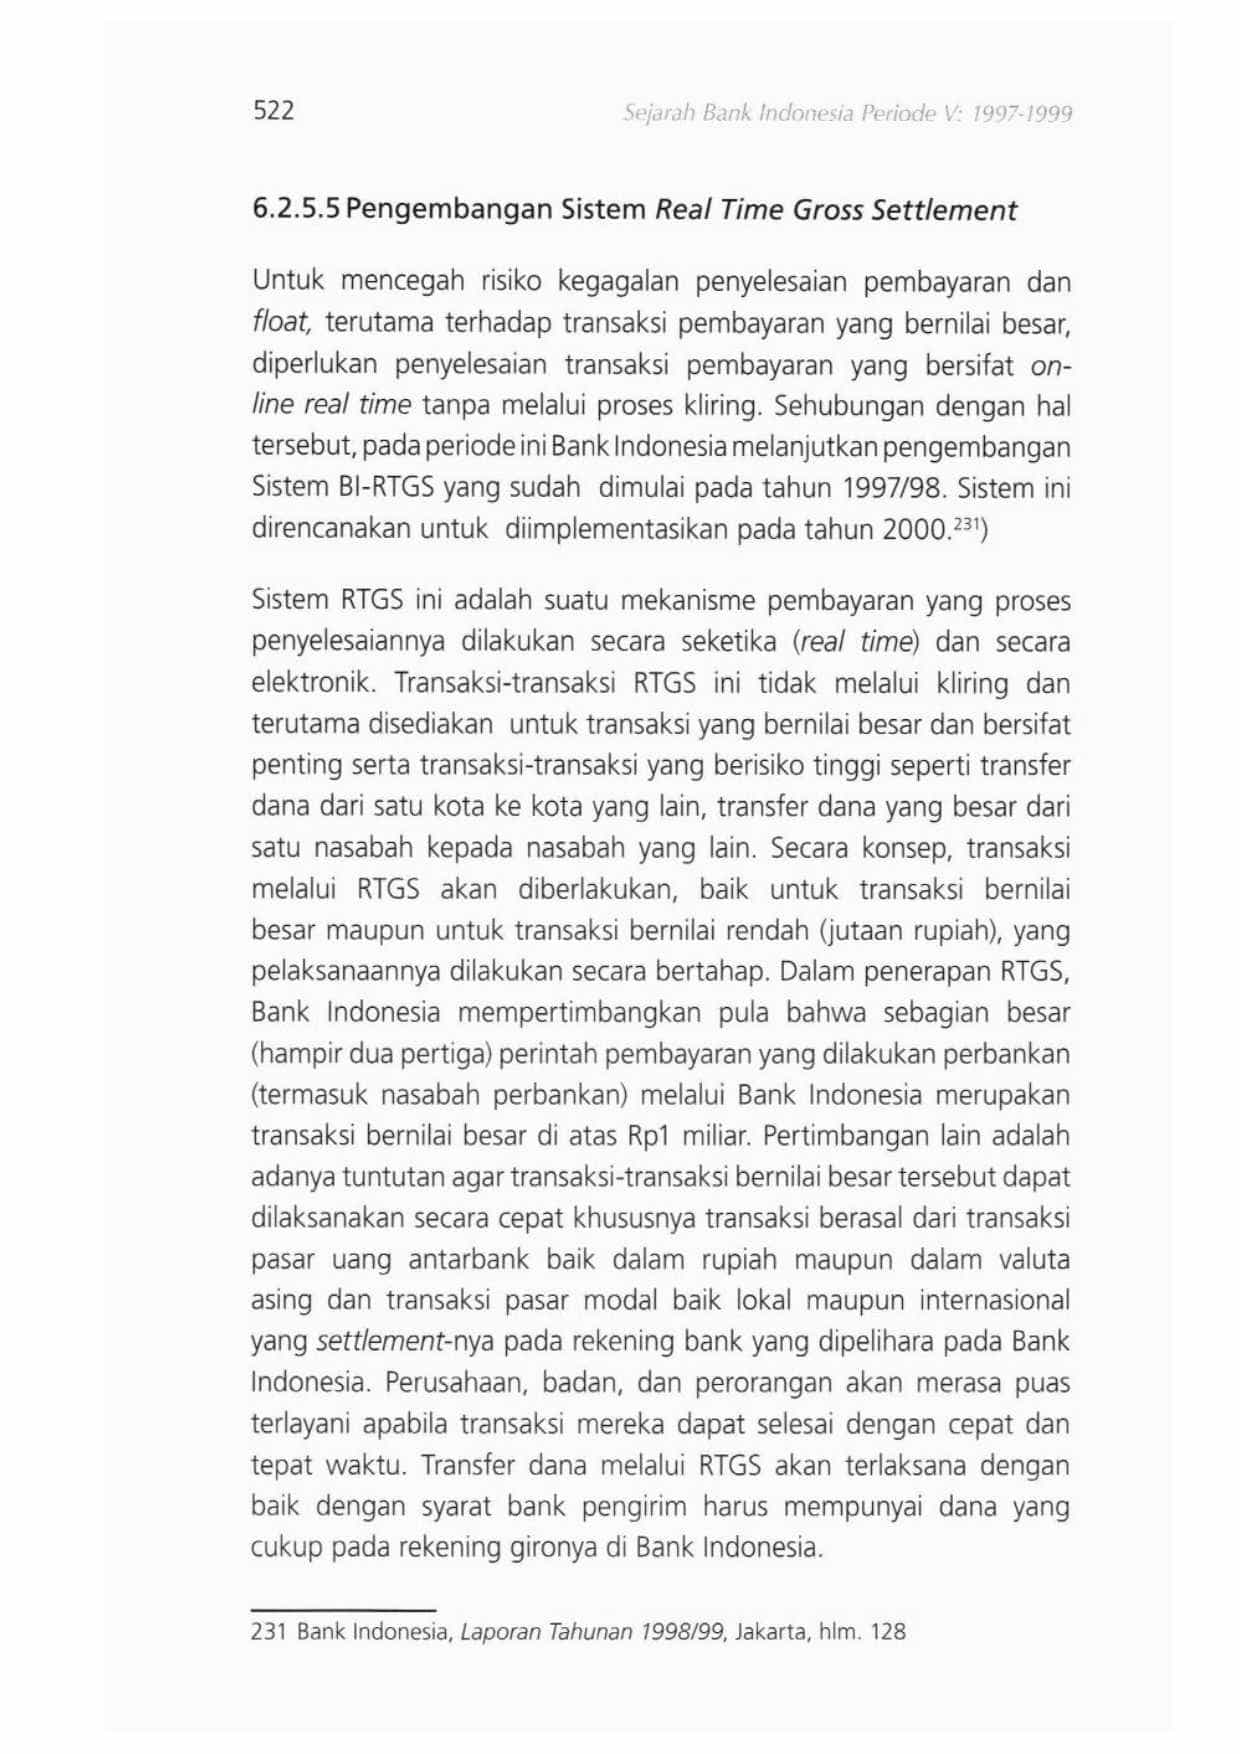 522
Sejarah Bank Indonesia Periode V: 1997-1999
6.2.5.5 Pengembangan Sistem Real Time Gross Settlement
Untuk mencegah risiko kegagalan penyelesaian pembayaran dan
float, terutama terhadap transaksi pembayaran yang bernilai besar,
diperlukan penyelesaian transaksi pembayaran yang bersifat on-
line real time tanpa melalui proses kliring. Sehubungan dengan hal
tersebut, pada periode ini Bank Indonesia melanjutkan pengembangan
Sistem BI-RTGS yang sudah dimulai pada tahun 1997/98. Sistem ini
direncanakan untuk diimplementasikan pada tahun 2000.²³¹)
Sistem RTGS ini adalah suatu mekanisme pembayaran yang proses
penyelesaiannya dilakukan secara seketika (real time) dan secara
elektronik. Transaksi-transaksi RTGS ini tidak melalui kliring dan
terutama disediakan untuk transaksi yang bernilai besar dan bersifat
penting serta transaksi-transaksi yang berisiko tinggi seperti transfer
dana dari satu kota ke kota yang lain, transfer dana yang besar dari
satu nasabah kepada nasabah yang lain. Secara konsep, transaksi
melalui RTGS akan diberlakukan, baik untuk transaksi bernilai
besar maupun untuk transaksi bernilai rendah (jutaan rupiah), yang
pelaksanaannya dilakukan secara bertahap. Dalam penerapan RTGS,
Bank Indonesia mempertimbangkan pula bahwa sebagian besar
(hampir dua pertiga) perintah pembayaran yang dilakukan perbankan
(termasuk nasabah perbankan) melalui Bank Indonesia merupakan
transaksi bernilai besar di atas Rp1 miliar. Pertimbangan lain adalah
adanya tuntutan agar transaksi-transaksi bernilai besar tersebut dapat
dilaksanakan secara cepat khususnya transaksi berasal dari transaksi
pasar uang antarbank baik dalam rupiah maupun dalam valuta
asing dan transaksi pasar modal baik lokal maupun internasional
yang settlement-nya pada rekening bank yang dipelihara pada Bank
Indonesia. Perusahaan, badan, dan perorangan akan merasa puas
terlayani apabila transaksi mereka dapat selesai dengan cepat dan
tepat waktu. Transfer dana melalui RTGS akan terlaksana dengan
baik dengan syarat bank pengirim harus mempunyai dana yang
cukup pada rekening gironya di Bank Indonesia.
231 Bank Indonesia, Laporan Tahunan 1998/99, Jakarta, hlm. 128